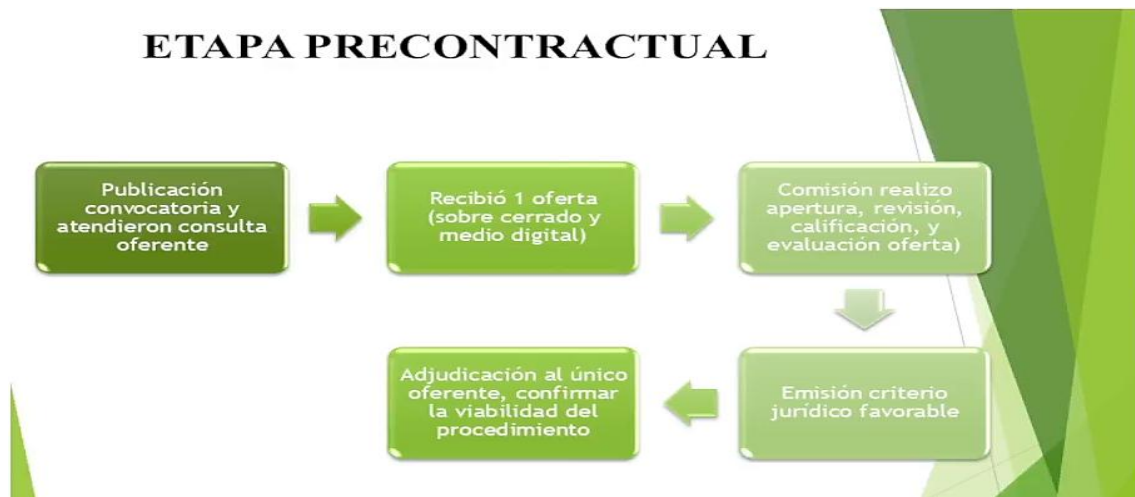 ETAPA PRECONTRACTUAL
Publicación
convocatoria y
atendieron consulta
oferente
Recibió 1 oferta
(sobre cerrado y
medio digital)
Comisión realizo
apertura, revisión,
calificación, y
evaluación oferta)
Emisión criterio
jurídico favorable
Adjudicación al único
oferente, confirmar
la viabilidad del
procedimiento